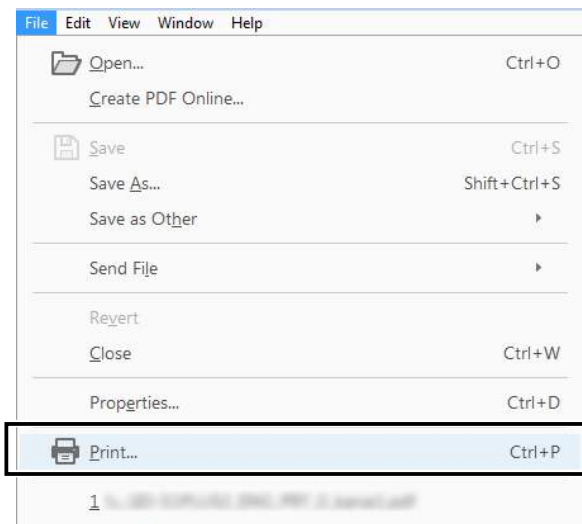 File Edit View Window Help
Open... Ctrl+O
Create PDF Online...
Save Ctrl+S
Save As... Shift+Ctrl+S
Save as Other
Send File
Revert
Close Ctrl+W
Properties... Ctrl+D
Print... Ctrl+P
1